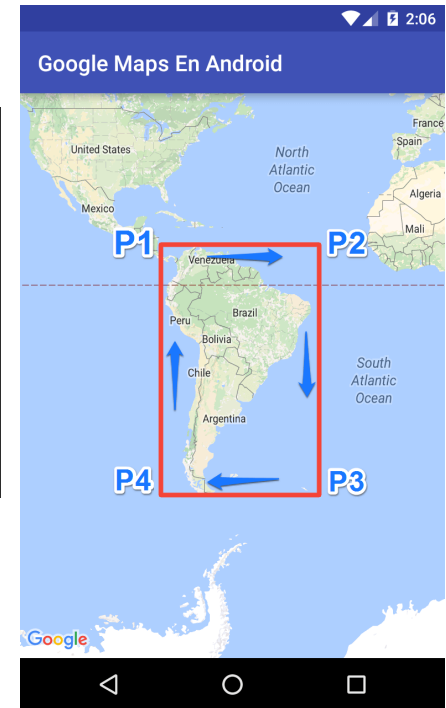 2:06
Google Maps En Android
France
Spain
United States
North
Atlantic
Ocean
Algeria
Mexico
Mali
P1
P2
Venezuela
Peru
Brazil
Bolivia
Chile
South
Atlantic
Ocean
Argentina
P4
P3
Google